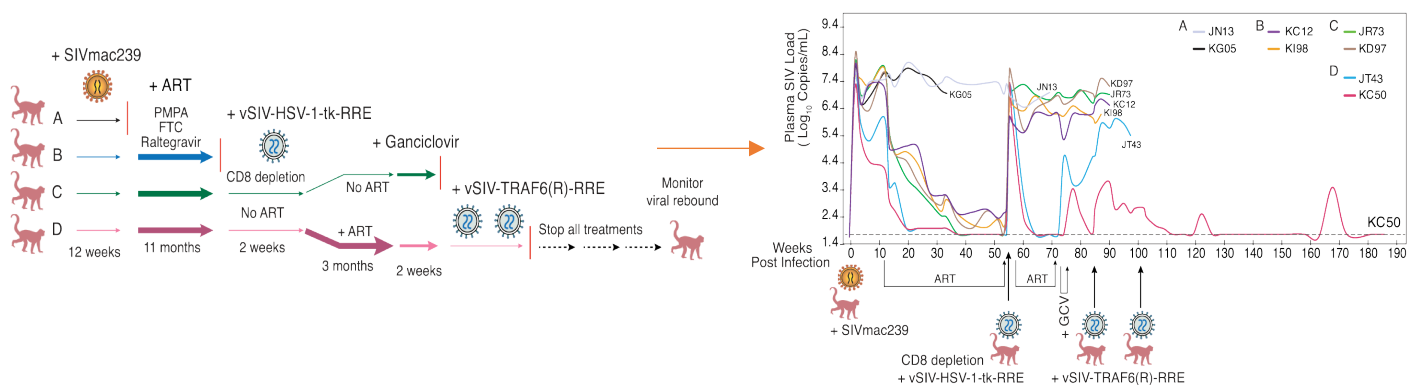 + SIVmac239
+ ART
PMPA
FTC
Raltegravir
+ vSIV-HSV-1-tk-RRE
CD8 depletion
+ Ganciclovir
A
B
C
D
No ART
No ART
+ ART
+ vSIV-TRAF6(R)-RRE
Stop all treatments
Monitor
viral rebound
12 weeks
11 months
2 weeks
3 months
2 weeks
Plasma SIV Load
( Log10 Copies/mL)
9.4
8.4
7.4
6.4
5.4
4.4
3.4
2.4
1.4
A
JN13
KG05
B
KC12
KI98
C
JR73
KD97
D
JT43
KC50
KG05
JN13
KD97
JR73
KC12
KI98
JT43
KC50
Weeks
Post Infection
0 10 20 30 40 50 60 70 80 90 100 110 120 130 140 150 160 170 180 190
ART
ART
+ GCV
+ SIVmac239
CD8 depletion
+ vSIV-HSV-1-tk-RRE
+ vSIV-TRAF6(R)-RRE